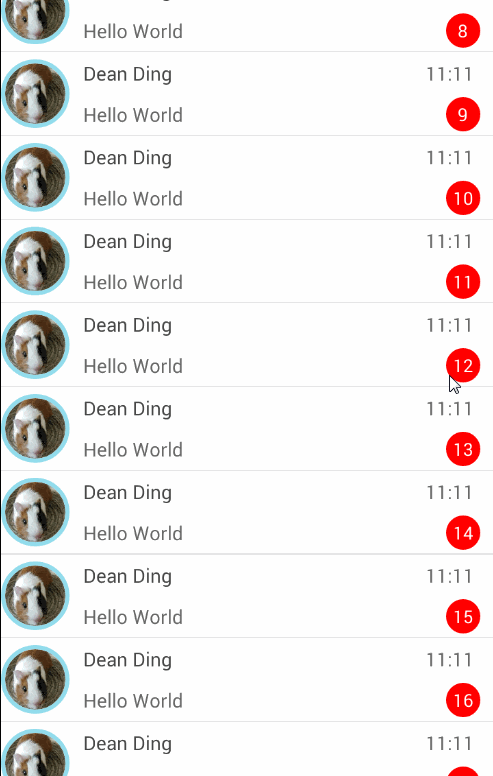 Hello World 8
Dean Ding 11:11
Hello World 9
Dean Ding 11:11
Hello World 10
Dean Ding 11:11
Hello World 11
Dean Ding 11:11
Hello World 12
Dean Ding 11:11
Hello World 13
Dean Ding 11:11
Hello World 14
Dean Ding 11:11
Hello World 15
Dean Ding 11:11
Hello World 16
Dean Ding 11:11